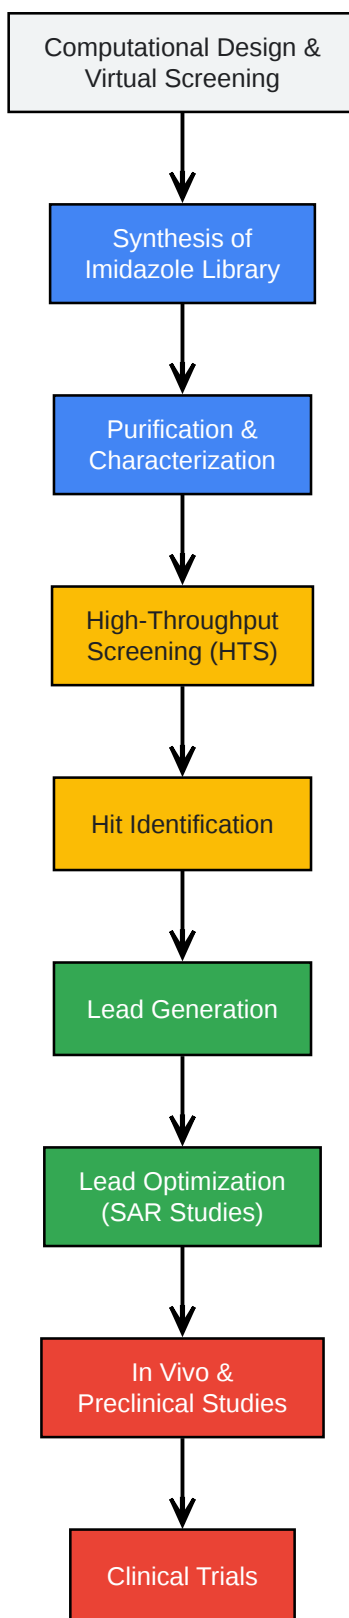 Computational Design &
Virtual Screening
Synthesis of
Imidazole Library
Purification &
Characterization
High-Throughput
Screening (HTS)
Hit Identification
Lead Generation
Lead Optimization
(SAR Studies)
In Vivo &
Preclinical Studies
Clinical Trials